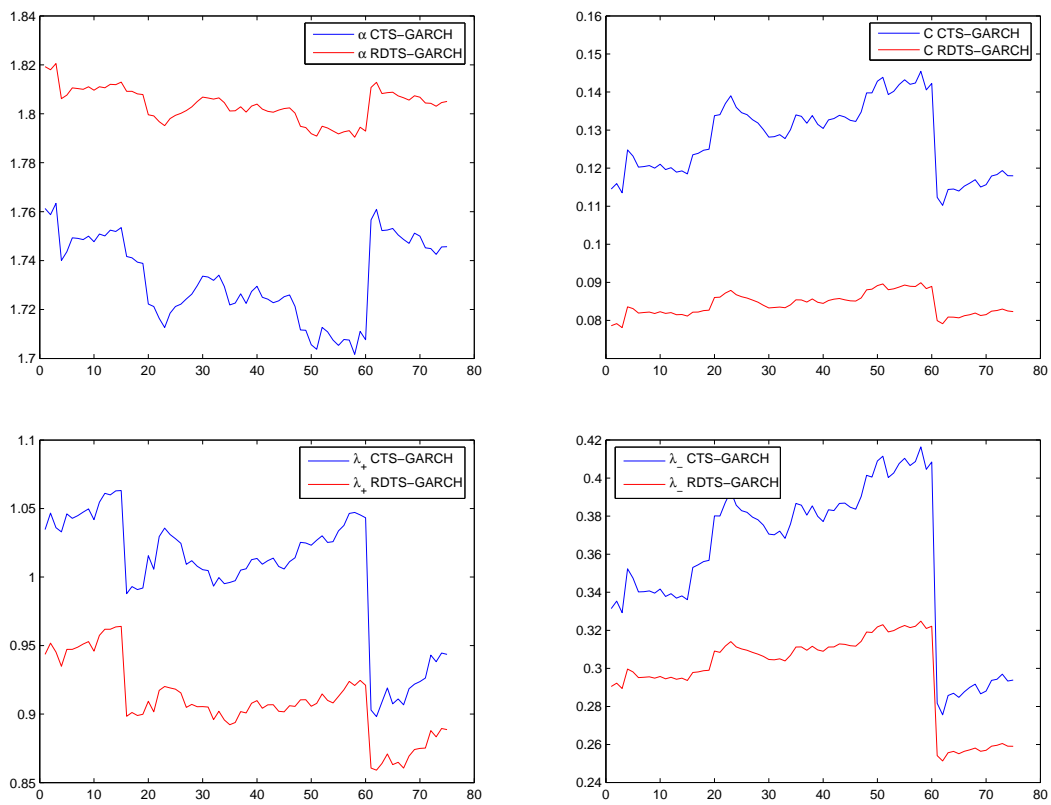 1.84
1.82
1.8
1.78
1.76
1.74
1.72
1.7
0 10 20 30 40 50 60 70 80
α CTS−GARCH
α RDTS−GARCH
0.16
0.15
0.14
0.13
0.12
0.11
0.1
0.09
0.08
0 10 20 30 40 50 60 70 80
C CTS−GARCH
C RDTS−GARCH
1.1
1.05
1
0.95
0.9
0.85
0 10 20 30 40 50 60 70 80
λ+ CTS−GARCH
λ+ RDTS−GARCH
0.42
0.4
0.38
0.36
0.34
0.32
0.3
0.28
0.26
0.24
0 10 20 30 40 50 60 70 80
λ− CTS−GARCH
λ− RDTS−GARCH